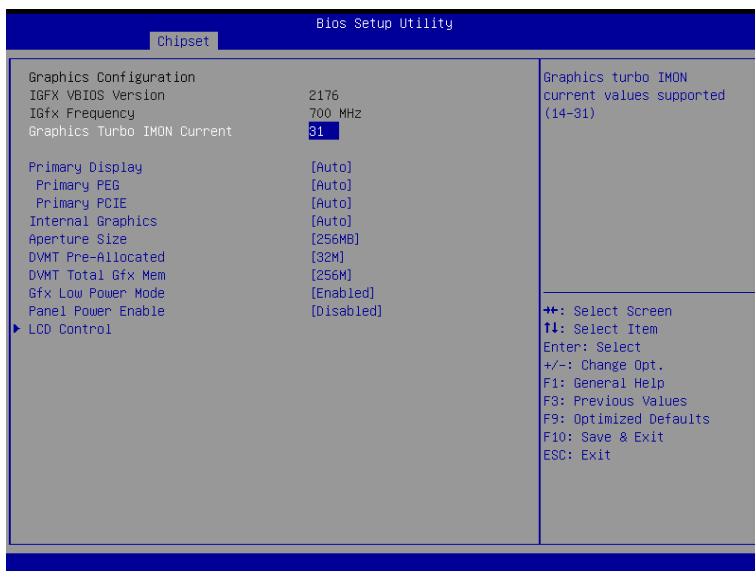 Bios Setup Utility
Chipset
Graphics Configuration
IGFX VBIOS Version 2176
IGfx Frequency 700 MHz
Graphics Turbo IMON Current 31
Primary Display [Auto]
Primary PEG [Auto]
Primary PCIE [Auto]
Internal Graphics [Auto]
Aperture Size [256MB]
DVMT Pre-Allocated [32M]
DVMT Total Gfx Mem [256M]
Gfx Low Power Mode [Enabled]
Panel Power Enable [Disabled]
LCD Control
Graphics turbo IMON
current values supported
(14-31)
→←: Select Screen
↑↓: Select Item
Enter: Select
+/-: Change Opt.
F1: General Help
F3: Previous Values
F9: Optimized Defaults
F10: Save & Exit
ESC: Exit